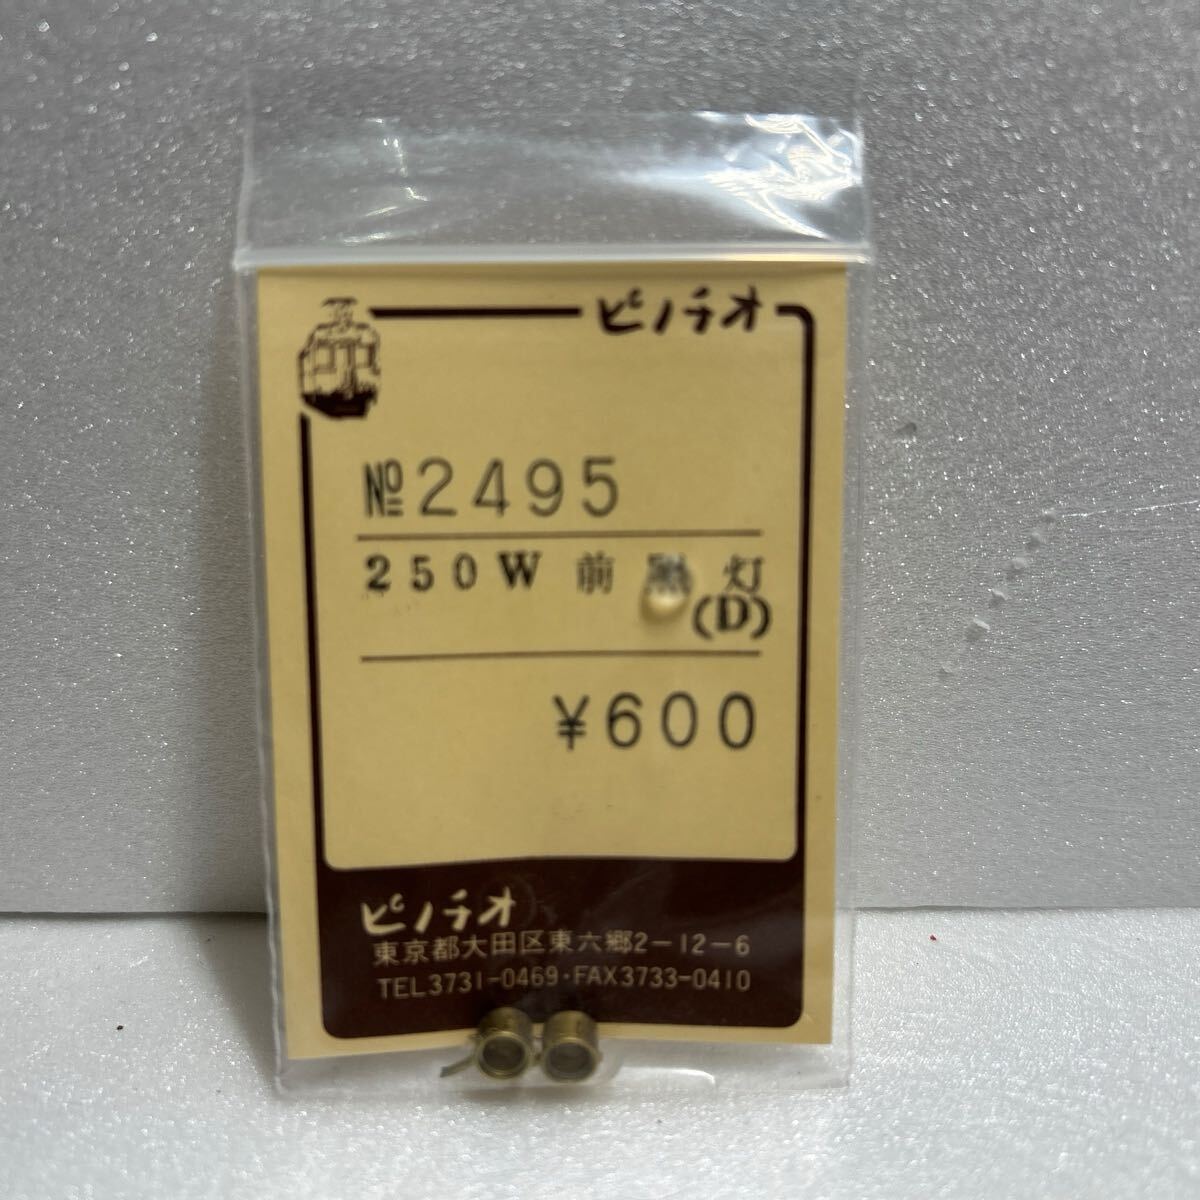 ピノチオ
№2495
250W 前照灯
(D)
¥600
ピノチオ
東京都大田区東六郷2-12-6
TEL3731-0469・FAX3733-0410